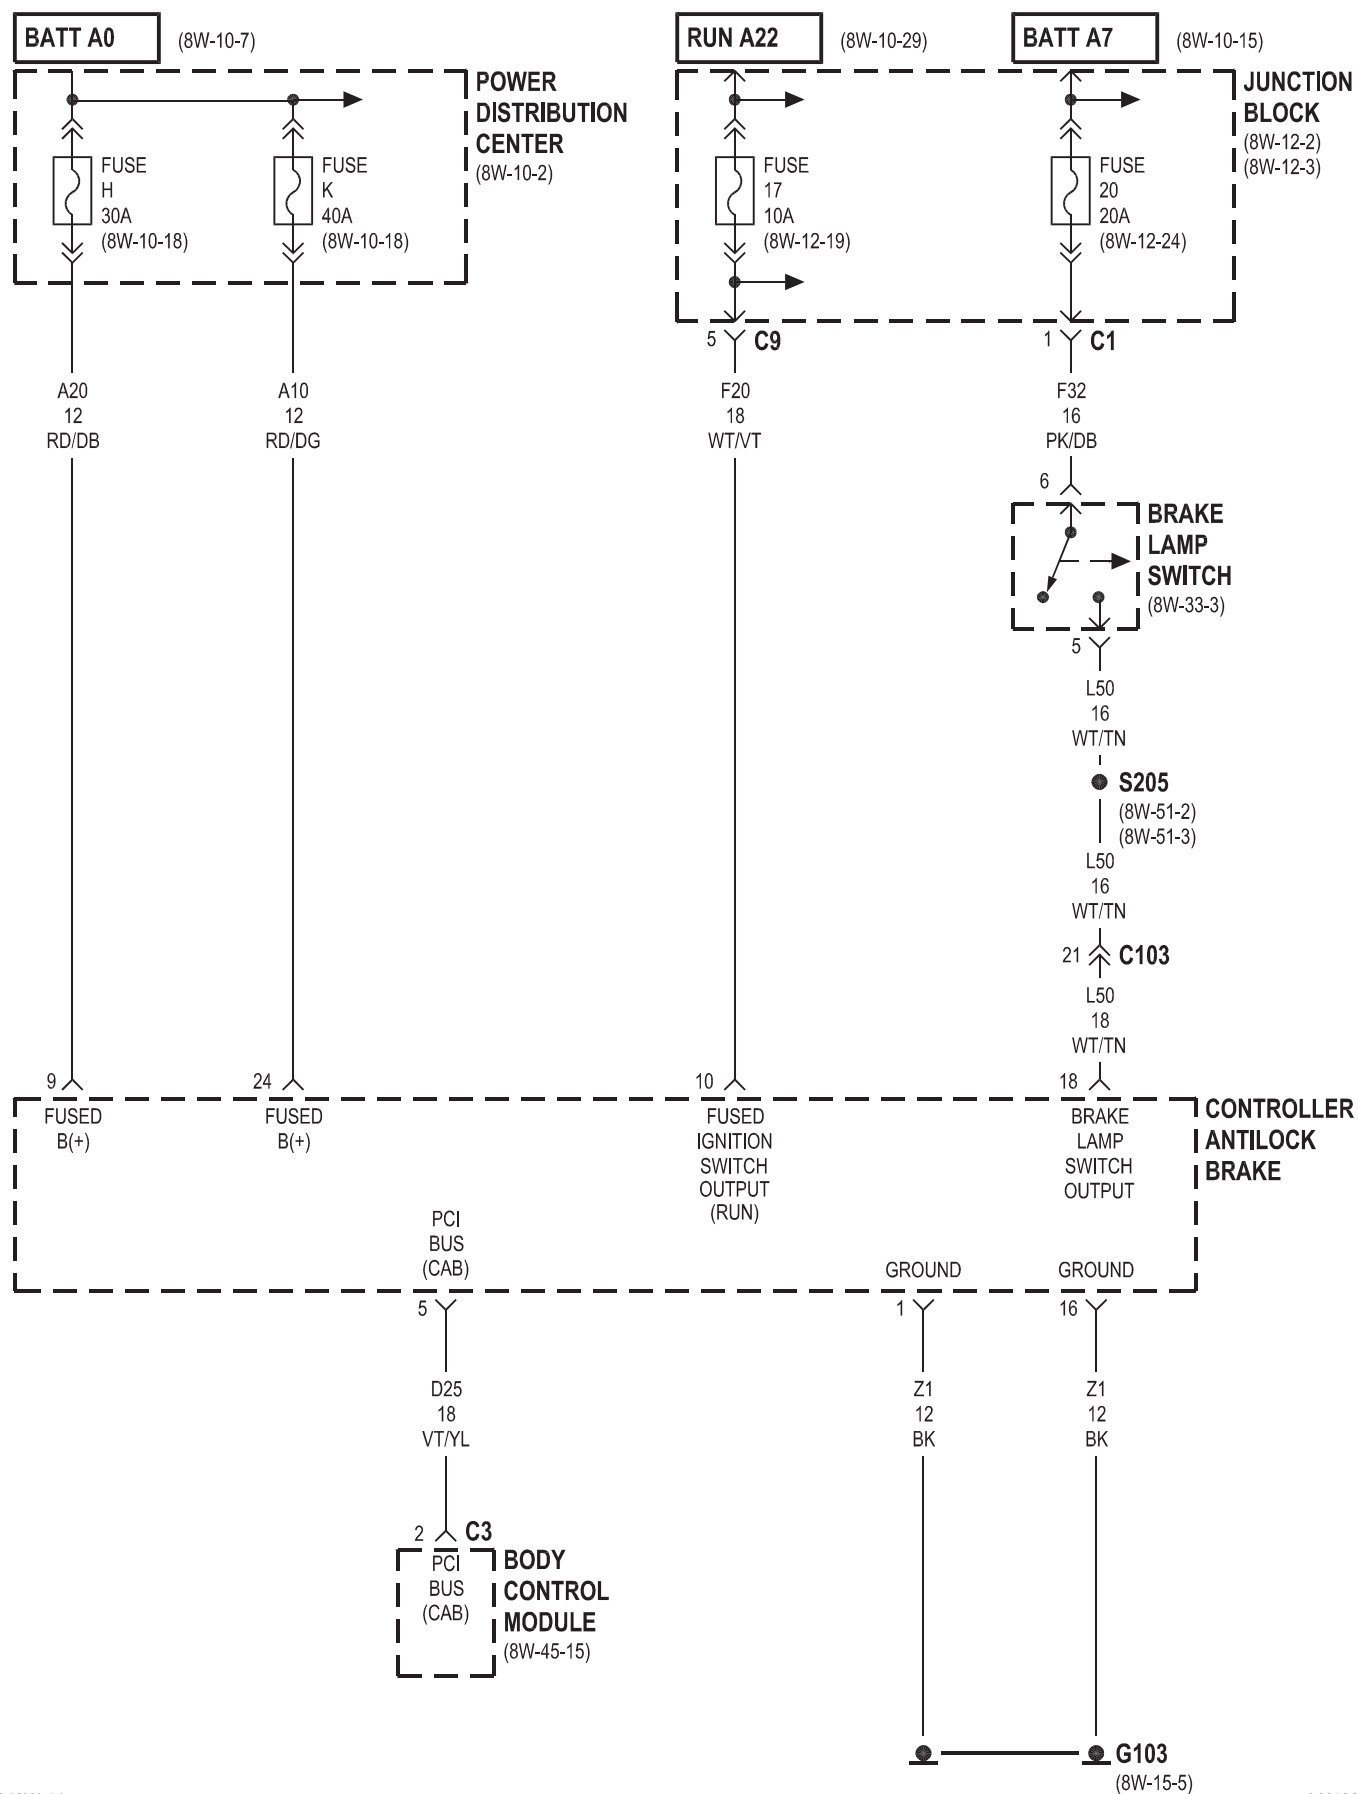 BATT A0 (8W-10-7)
RUN A22 (8W-10-29)
BATT A7 (8W-10-15)
POWER
DISTRIBUTION
CENTER
(8W-10-2)
JUNCTION
BLOCK
(8W-12-2)
(8W-12-3)
FUSE
H
30A
(8W-10-18)
FUSE
K
40A
(8W-10-18)
FUSE
17
10A
(8W-12-19)
FUSE
20
20A
(8W-12-24)
5 C9
1 C1
A20
12
RD/DB
A10
12
RD/DG
F20
18
WT/VT
F32
16
PK/DB
6
BRAKE
LAMP
SWITCH
(8W-33-3)
5
L50
16
WT/TN
S205
(8W-51-2)
(8W-51-3)
L50
16
WT/TN
21 C103
L50
18
WT/TN
9
24
10
18
FUSED
B(+)
FUSED
B(+)
FUSED
IGNITION
SWITCH
OUTPUT
(RUN)
BRAKE
LAMP
SWITCH
OUTPUT
CONTROLLER
ANTILOCK
BRAKE
PCI
BUS
(CAB)
GROUND
GROUND
5
1
16
D25
18
VT/YL
Z1
12
BK
Z1
12
BK
2 C3
PCI
BUS
(CAB)
BODY
CONTROL
MODULE
(8W-45-15)
G103
(8W-15-5)